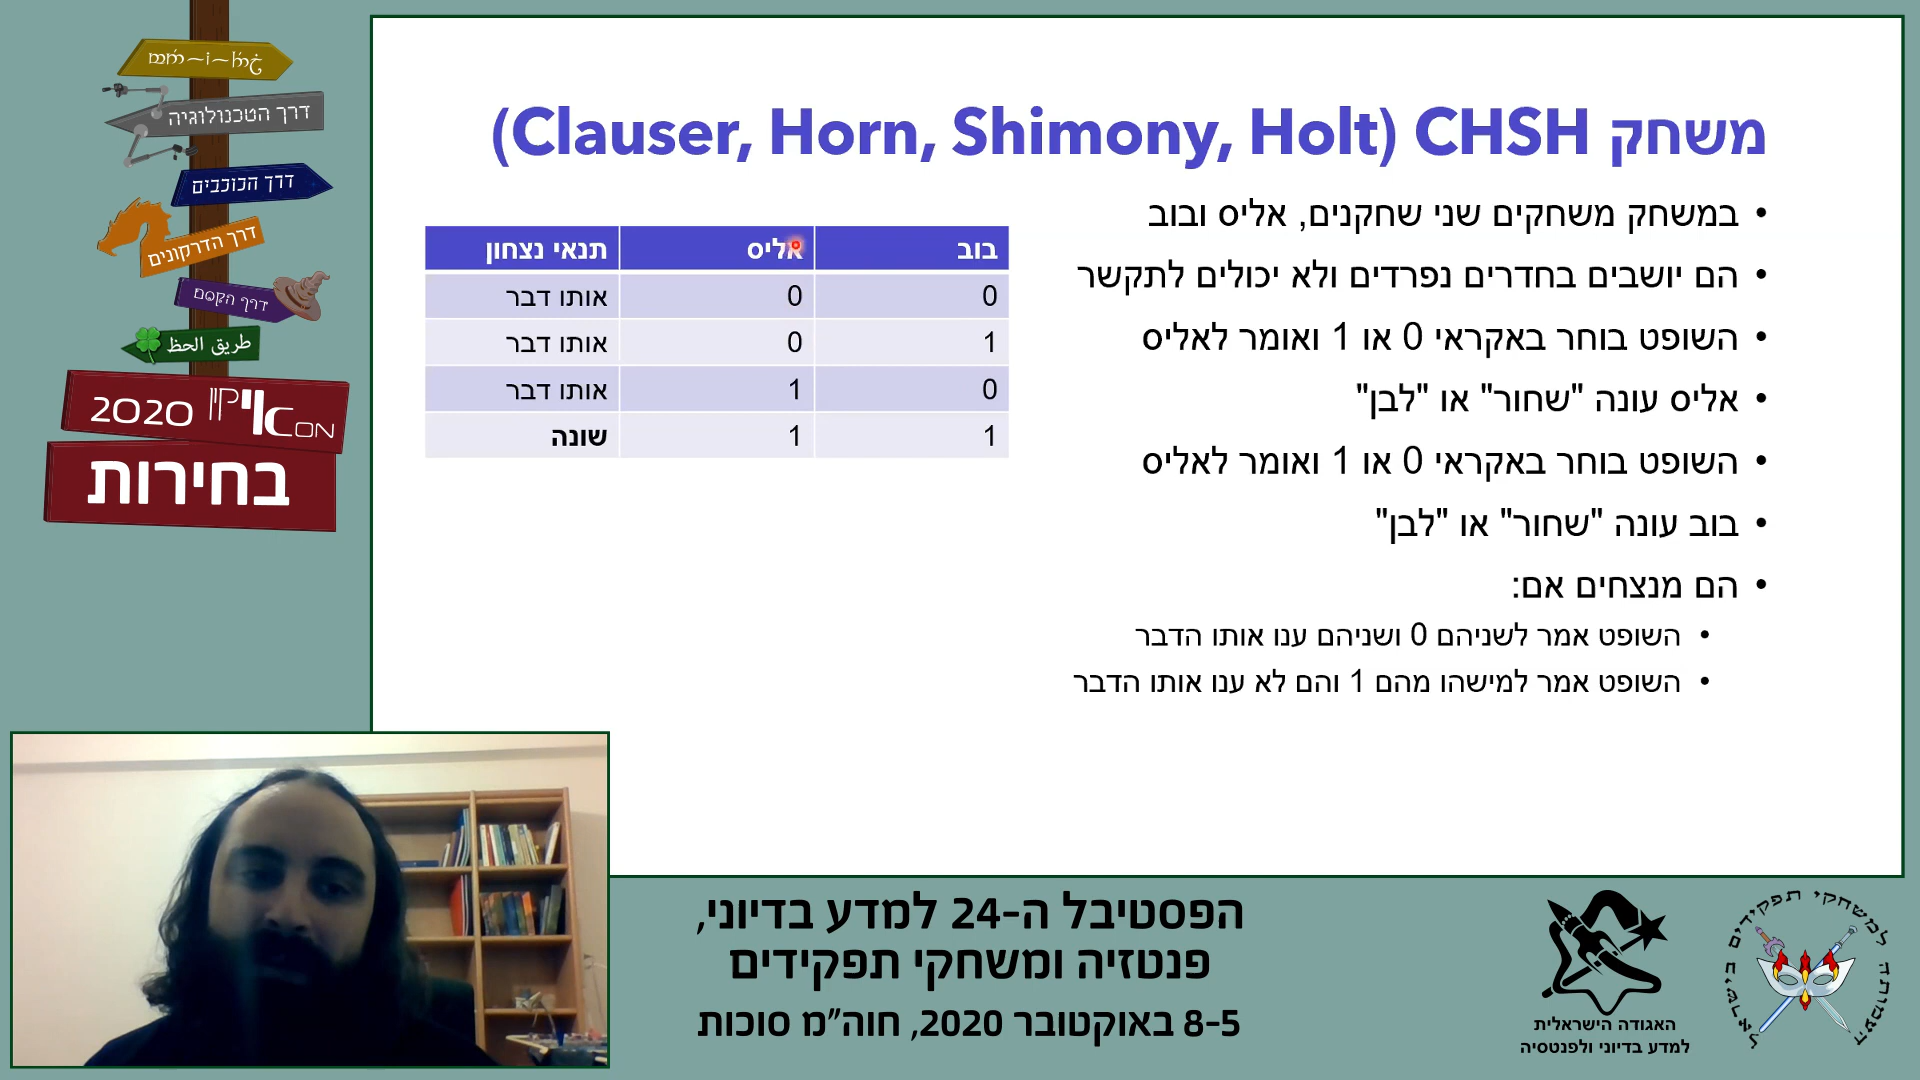 דרך הטכנולוגיה
דרך הכוכבים
דרך הדרקונים
דרך הקסם
طريق الحظ
2020 אייקון CON
בחירות
משחק CHSH (Clauser, Horn, Shimony, Holt)
• במשחק משחקים שני שחקנים, אליס ובוב
• הם יושבים בחדרים נפרדים ולא יכולים לתקשר
• השופט בוחר באקראי 0 או 1 ואומר לאליס
• אליס עונה "שחור" או "לבן"
• השופט בוחר באקראי 0 או 1 ואומר לאליס
• בוב עונה "שחור" או "לבן"
• הם מנצחים אם:
• השופט אמר לשניהם 0 ושניהם ענו אותו הדבר
• השופט אמר למישהו מהם 1 והם לא ענו אותו הדבר
בוב אליס תנאי נצחון
0 0 אותו דבר
1 0 אותו דבר
0 1 אותו דבר
1 1 שונה
הפסטיבל ה-24 למדע בדיוני,
פנטזיה ומשחקי תפקידים
8-5 באוקטובר 2020, חוה"מ סוכות
האגודה הישראלית
למדע בדיוני ולפנטסיה
העמותה למשחקי תפקידים בישראל